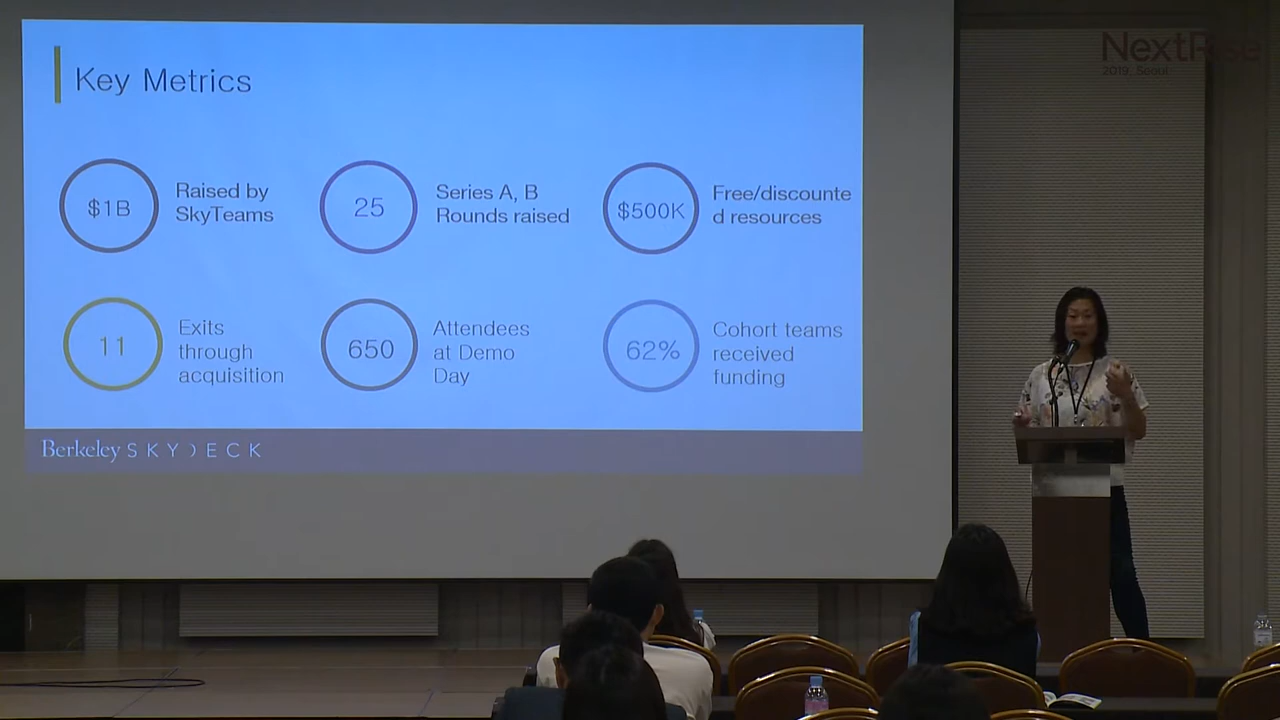 NextRise
2019, Seoul
Key Metrics
$1B
Raised by
SkyTeams
25
Series A, B
Rounds raised
$500K
Free/discounte
d resources
11
Exits
through
acquisition
650
Attendees
at Demo
Day
62%
Cohort teams
received
funding
Berkeley SKYDECK